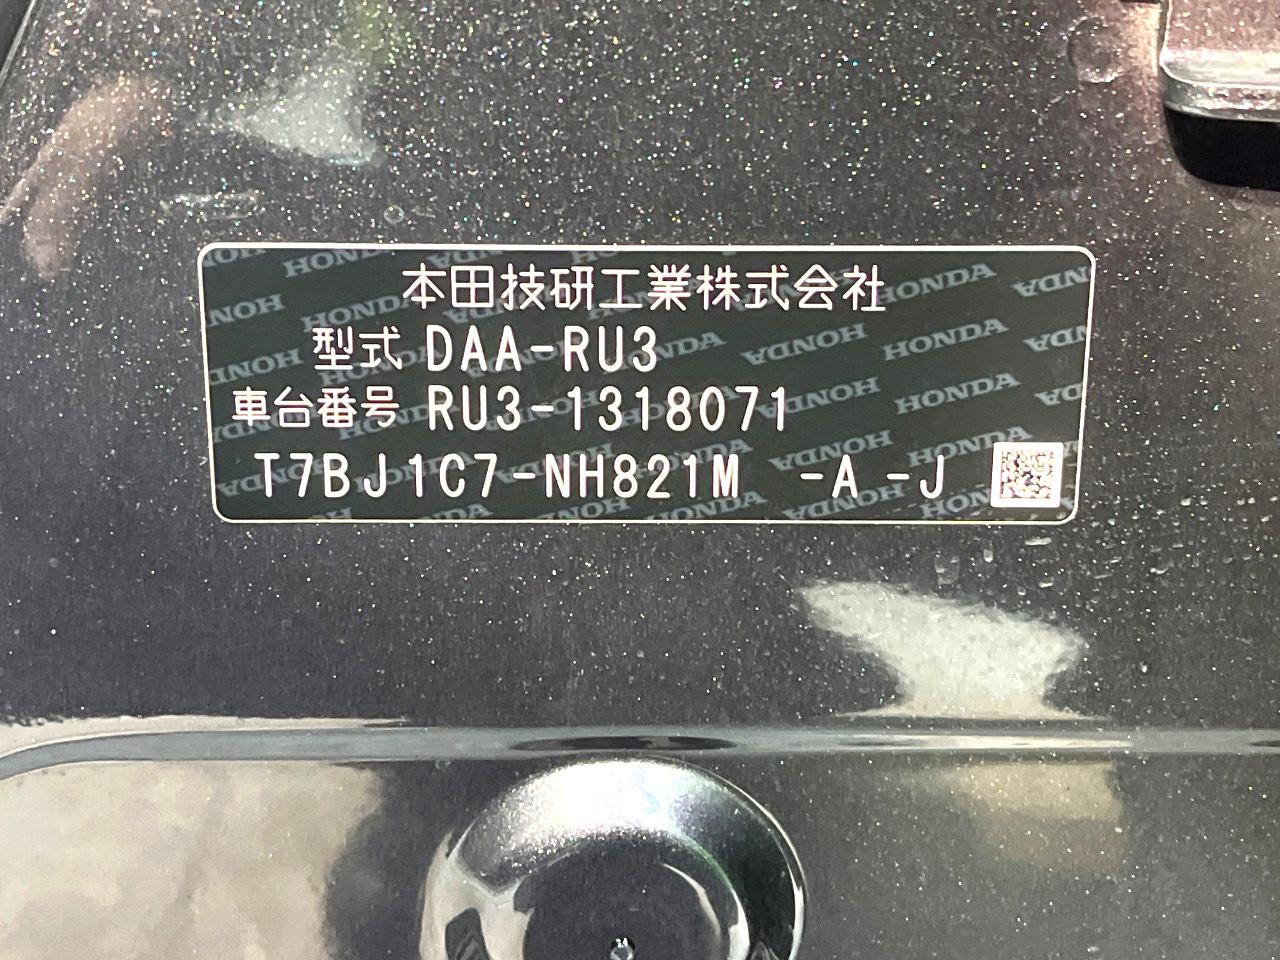 本田技研工業株式会社
型式 DAA-RU3
車台番号 RU3-1318071
T7BJ1C7-NH821M -A -J